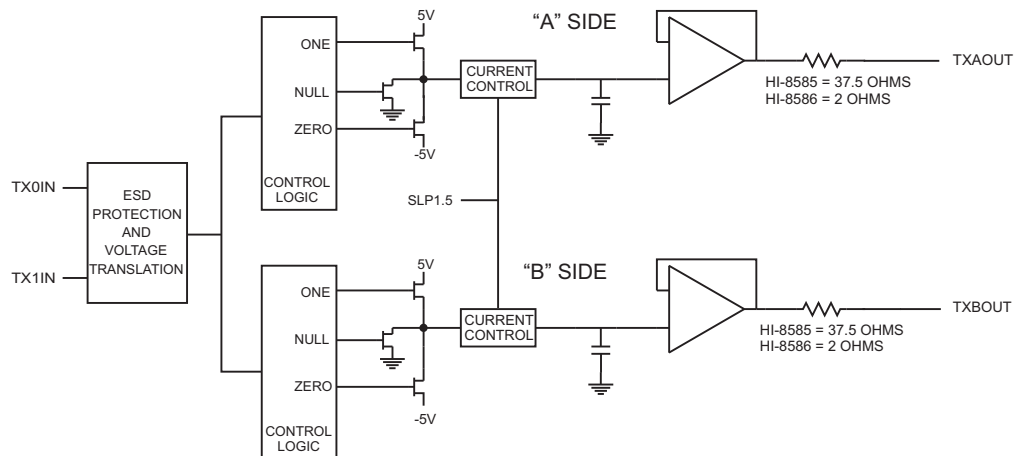 5V
"A" SIDE
ONE
CURRENT
CONTROL
TXAOUT
HI-8585 = 37.5 OHMS
HI-8586 = 2 OHMS
NULL
ZERO
-5V
CONTROL
LOGIC
TX0IN
ESD
PROTECTION
AND
VOLTAGE
TRANSLATION
TX1IN
SLP1.5
5V
"B" SIDE
ONE
CURRENT
CONTROL
TXBOUT
HI-8585 = 37.5 OHMS
HI-8586 = 2 OHMS
NULL
ZERO
-5V
CONTROL
LOGIC